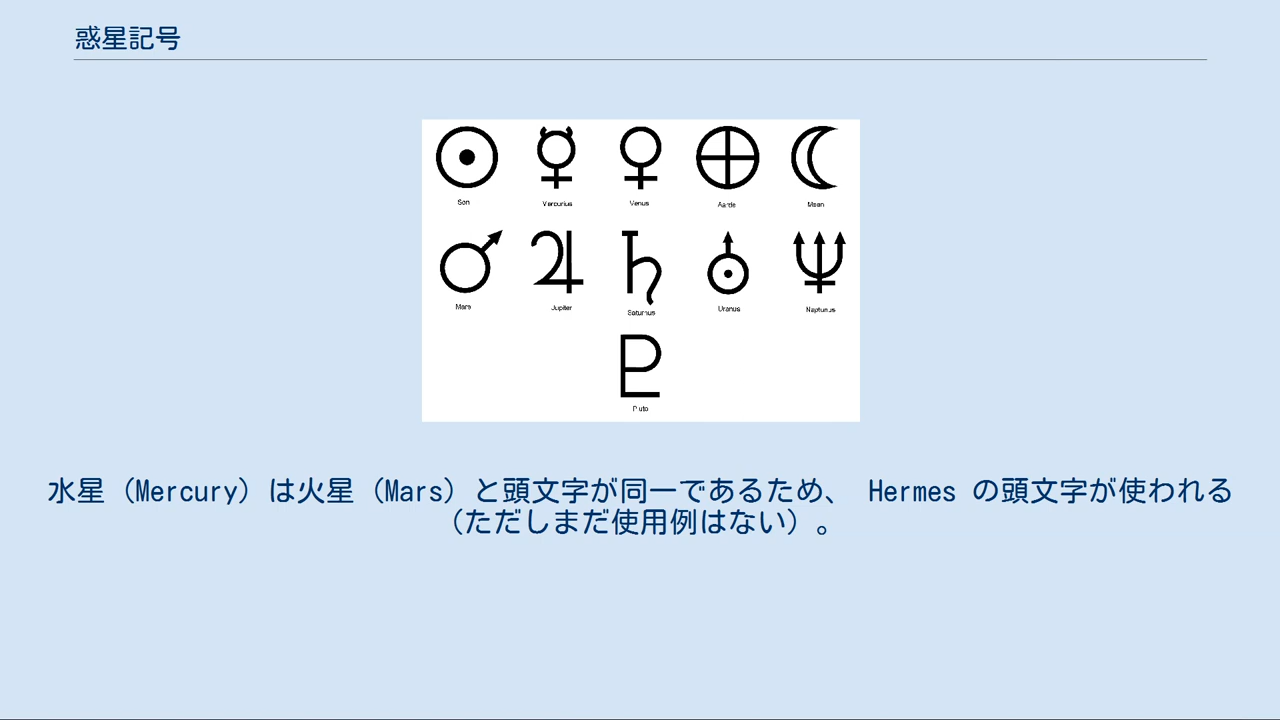 惑星記号
Son
Mercurius
Venus
Aarde
Maan
Mars
Jupiter
Saturnus
Uranus
Neptunus
Pluto
水星（Mercury）は火星（Mars）と頭文字が同一であるため、 Hermes の頭文字が使われる
（ただしまだ使用例はない）。